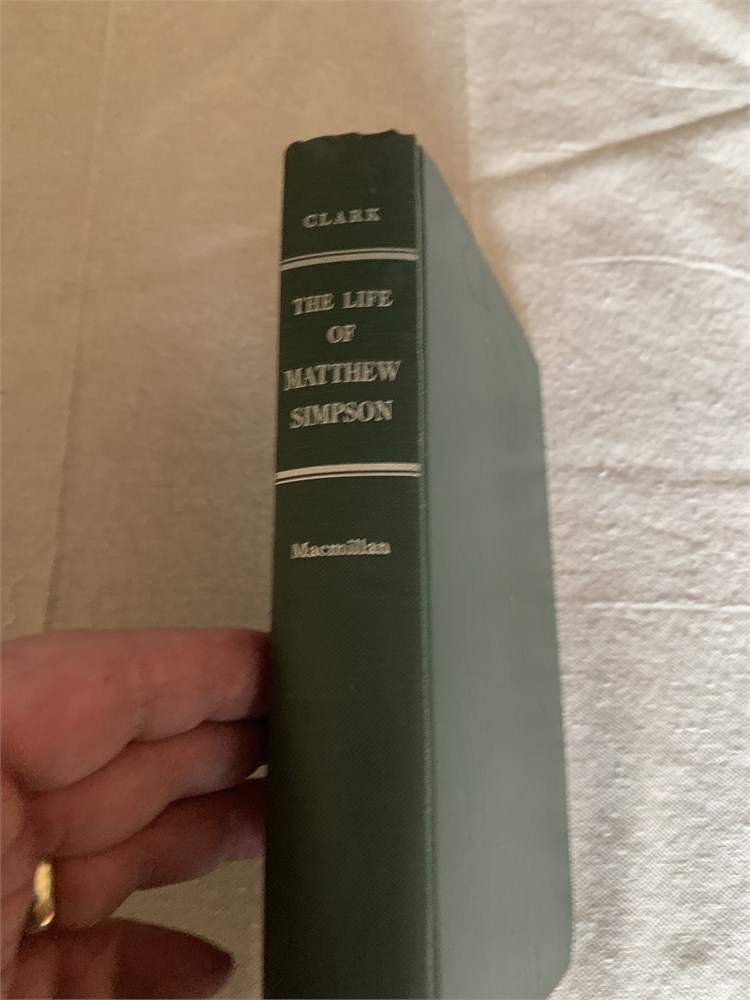 CLARK
THE LIFE
OF
MATTHEW
SIMPSON
Macmillan